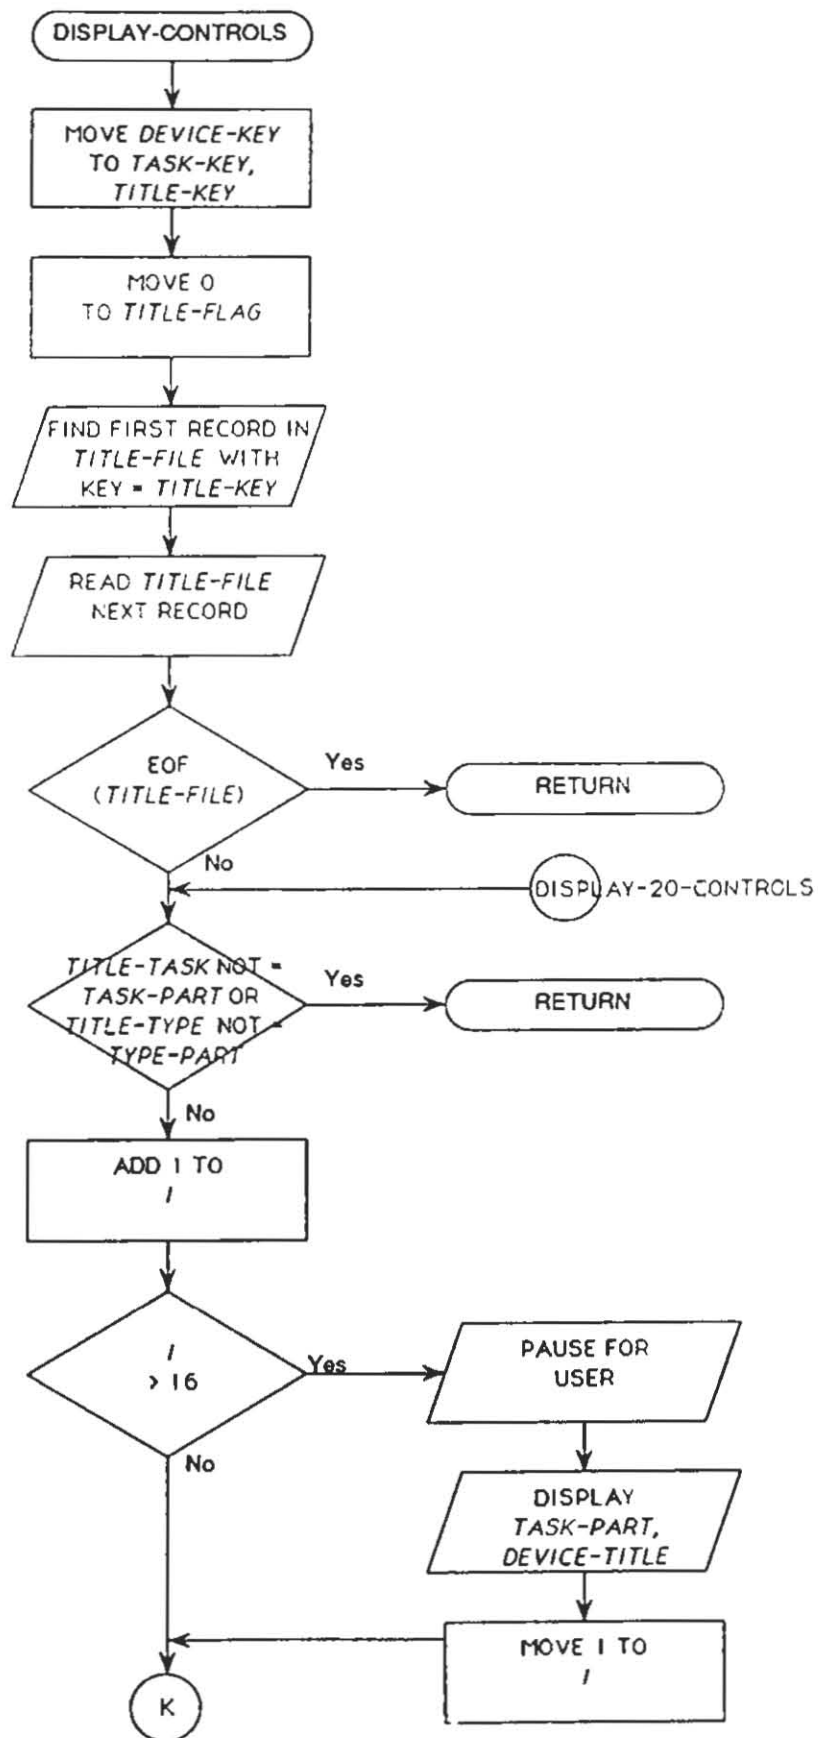 DISPLAY-CONTROLS
MOVE DEVICE-KEY
TO TASK-KEY,
TITLE-KEY
MOVE 0
TO TITLE-FLAG
FIND FIRST RECORD IN
TITLE-FILE WITH
KEY = TITLE-KEY
READ TITLE-FILE
NEXT RECORD
EOF
(TITLE-FILE)
Yes
RETURN
No
DISPLAY-20-CONTROLS
TITLE-TASK NOT =
TASK-PART OR
TITLE-TYPE NOT =
TYPE-PART
Yes
RETURN
No
ADD 1 TO
I
I
> 16
Yes
PAUSE FOR
USER
No
DISPLAY
TASK-PART,
DEVICE-TITLE
MOVE 1 TO
I
K